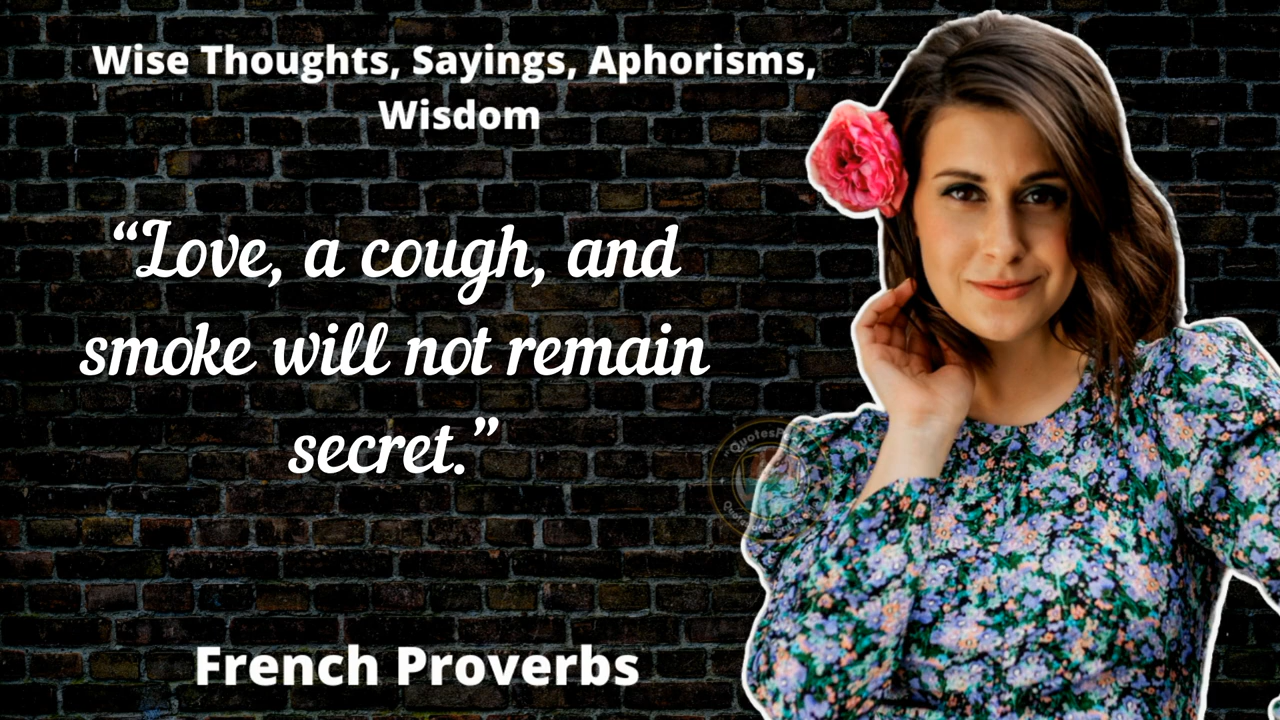 Wise Thoughts, Sayings, Aphorisms,
Wisdom
“Love, a cough, and
smoke will not remain
secret.”
French Proverbs